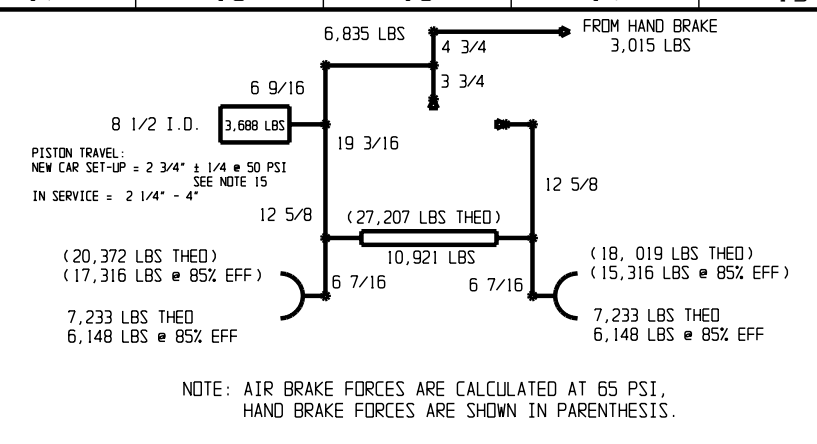 6,835 LBS
FROM HAND BRAKE
3,015 LBS
4 3/4
3 3/4
6 9/16
8 1/2 I.D.
3,688 LBS
19 3/16
PISTON TRAVEL:
NEW CAR SET-UP = 2 3/4" ± 1/4 @ 50 PSI
SEE NOTE 15
IN SERVICE = 2 1/4" - 4"
12 5/8
12 5/8
(27,207 LBS THEO)
10,921 LBS
(20,372 LBS THEO)
(17,316 LBS @ 85% EFF)
6 7/16
6 7/16
(18, 019 LBS THEO)
(15,316 LBS @ 85% EFF)
7,233 LBS THEO
6,148 LBS @ 85% EFF
7,233 LBS THEO
6,148 LBS @ 85% EFF
NOTE: AIR BRAKE FORCES ARE CALCULATED AT 65 PSI,
HAND BRAKE FORCES ARE SHOWN IN PARENTHESIS.